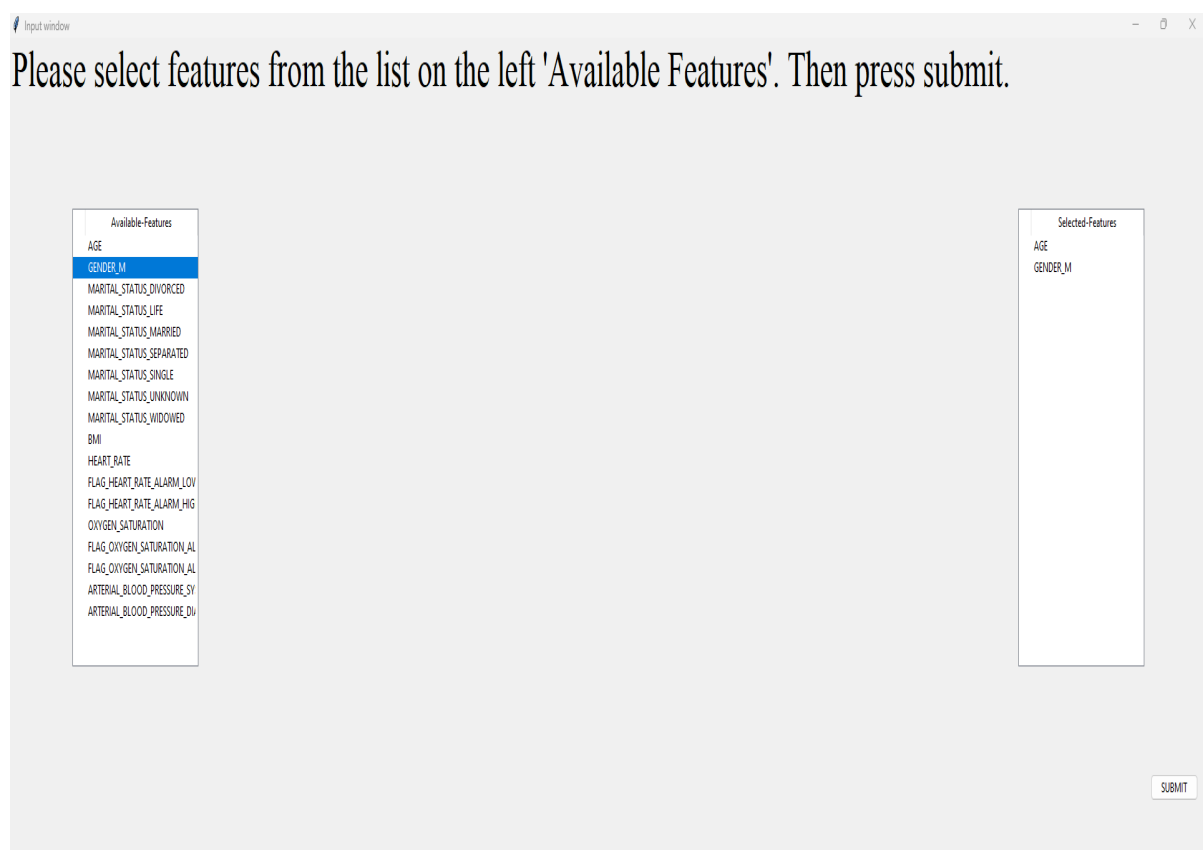 Input window
Please select features from the list on the left 'Available Features'. Then press submit.
Available-Features
AGE
GENDER_M
MARITAL_STATUS_DIVORCED
MARITAL_STATUS_LIFE
MARITAL_STATUS_MARRIED
MARITAL_STATUS_SEPARATED
MARITAL_STATUS_SINGLE
MARITAL_STATUS_UNKNOWN
MARITAL_STATUS_WIDOWED
BMI
HEART_RATE
FLAG_HEART_RATE_ALARM_LOV
FLAG_HEART_RATE_ALARM_HIG
OXYGEN_SATURATION
FLAG_OXYGEN_SATURATION_AL
FLAG_OXYGEN_SATURATION_AL
ARTERIAL_BLOOD_PRESSURE_SY
ARTERIAL_BLOOD_PRESSURE_DI
Selected-Features
AGE
GENDER_M
SUBMIT